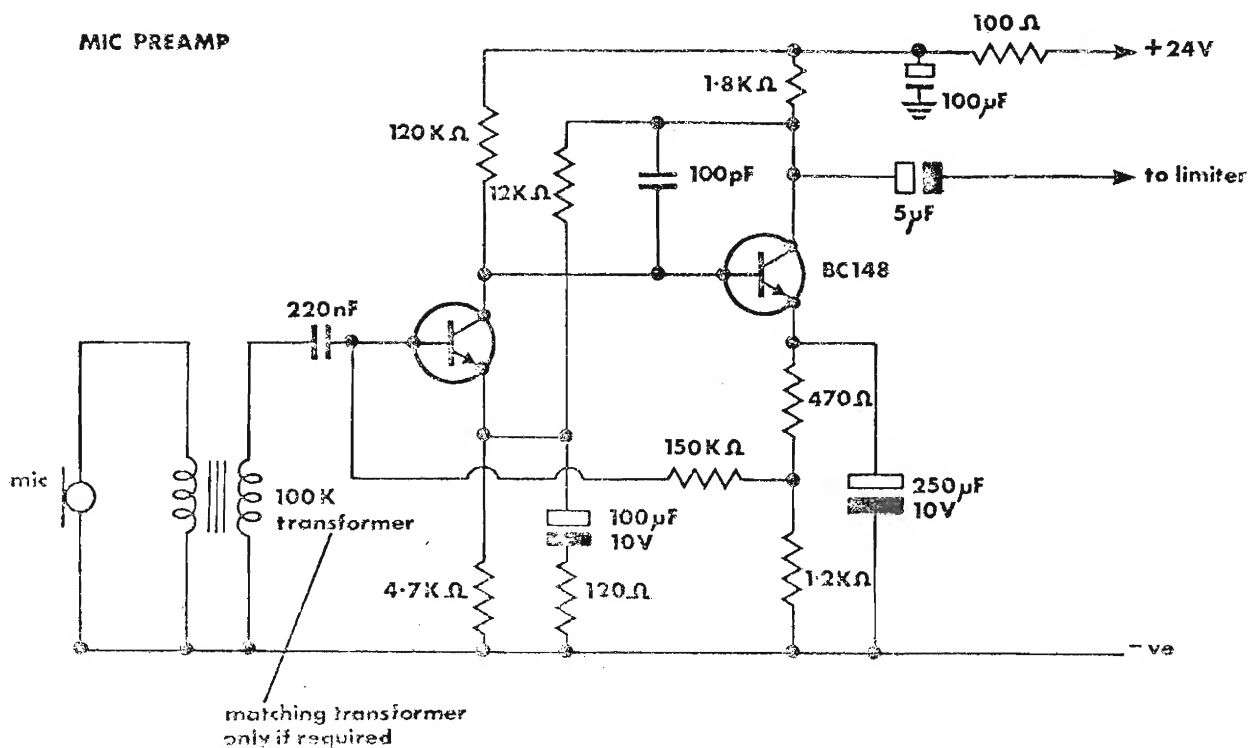 MIC PREAMP
100Ω
+24V
1·8KΩ
100µF
120KΩ
12KΩ
100pF
to limiter
5µF
BC148
220nF
470Ω
150KΩ
mic
100K
transformer
100µF
10V
250µF
10V
4·7KΩ
120Ω
1·2KΩ
-ve
matching transformer
only if required